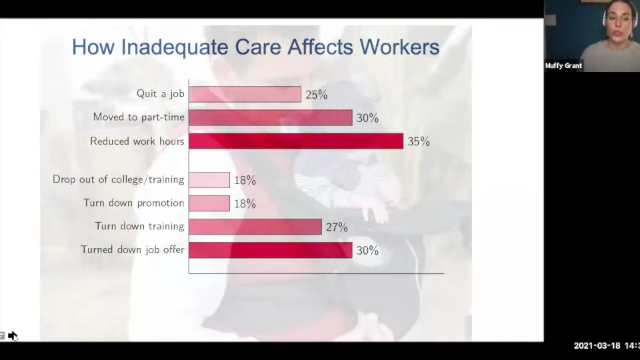 How Inadequate Care Affects Workers
Muffy Grant
Quit a job 25%
Moved to part-time 30%
Reduced work hours 35%
Drop out of college/training 18%
Turn down promotion 18%
Turn down training 27%
Turned down job offer 30%
2021-03-18 14:3